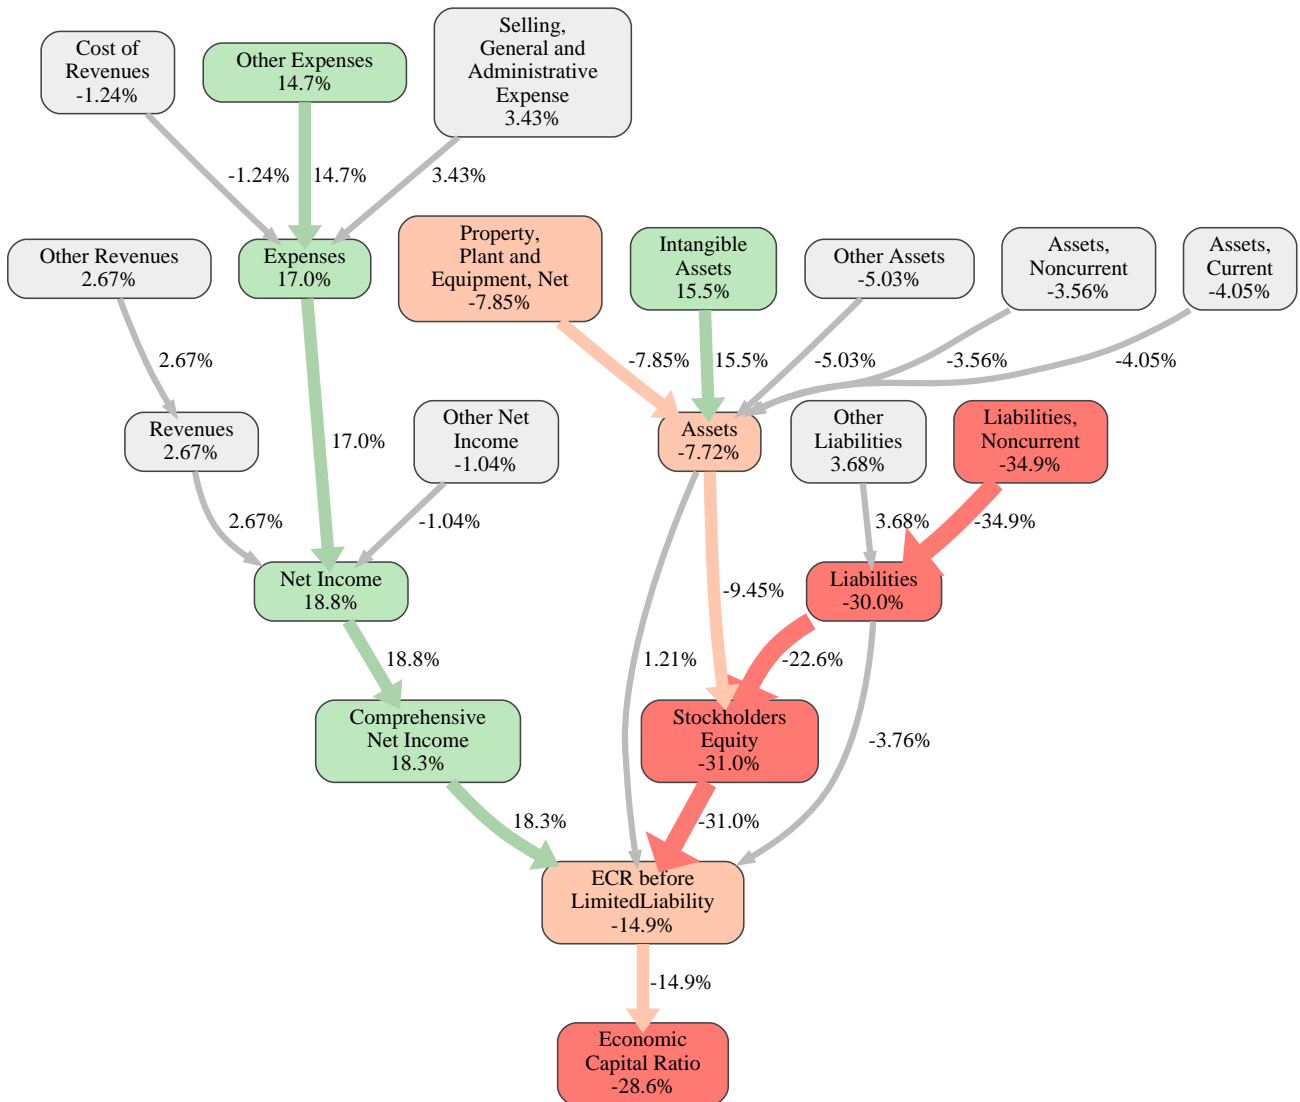 Cost of
Revenues
-1.24%
Other Expenses
14.7%
Selling,
General and
Administrative
Expense
3.43%
-1.24%
14.7%
3.43%
Other Revenues
2.67%
Expenses
17.0%
Property,
Plant and
Equipment, Net
-7.85%
Intangible
Assets
15.5%
Other Assets
-5.03%
Assets,
Noncurrent
-3.56%
Assets,
Current
-4.05%
2.67%
-7.85%
15.5%
-5.03%
-3.56%
-4.05%
Revenues
2.67%
17.0%
Other Net
Income
-1.04%
Assets
-7.72%
Other
Liabilities
3.68%
Liabilities,
Noncurrent
-34.9%
2.67%
-1.04%
3.68%
-34.9%
Net Income
18.8%
-9.45%
Liabilities
-30.0%
18.8%
1.21%
-22.6%
Comprehensive
Net Income
18.3%
Stockholders
Equity
-31.0%
-3.76%
18.3%
-31.0%
ECR before
LimitedLiability
-14.9%
-14.9%
Economic
Capital Ratio
-28.6%